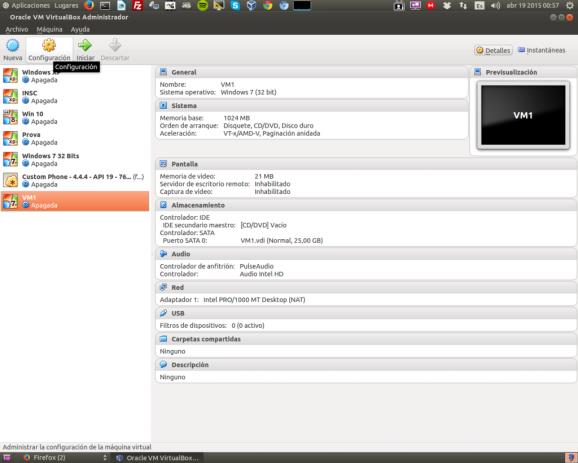 Aplicaciones Lugares
Es
abr 19 2015 00:57
Oracle VM VirtualBox Administrador
Archivo Máquina Ayuda
Nueva Configuración Iniciar Descartar
Detalles Instantáneas
Configuración
Apagada
INSC
Apagada
Win 10
Apagada
Prova
Apagada
Windows 7 32 Bits
Apagada
Custom Phone - 4.4.4 - API 19 - 76... (f...)
Apagada
VM1
Apagada
General
Nombre: VM1
Sistema operativo: Windows 7 (32 bit)
Previsualización
VM1
Sistema
Memoria base: 1024 MB
Orden de arranque: Disquete, CD/DVD, Disco duro
Aceleración: VT-x/AMD-V, Paginación anidada
Pantalla
Memoria de vídeo: 21 MB
Servidor de escritorio remoto: Inhabilitado
Captura de vídeo: Inhabilitado
Almacenamiento
Controlador: IDE
IDE secundario maestro: [CD/DVD] Vacío
Controlador: SATA
Puerto SATA 0: VM1.vdi (Normal, 25,00 GB)
Audio
Controlador de anfitrión: PulseAudio
Controlador: Audio Intel HD
Red
Adaptador 1: Intel PRO/1000 MT Desktop (NAT)
USB
Filtros de dispositivos: 0 (0 activo)
Carpetas compartidas
Ninguno
Descripción
Ninguno
Administrar la configuración de la máquina virtual
Firefox (2)
Oracle VM VirtualBox...